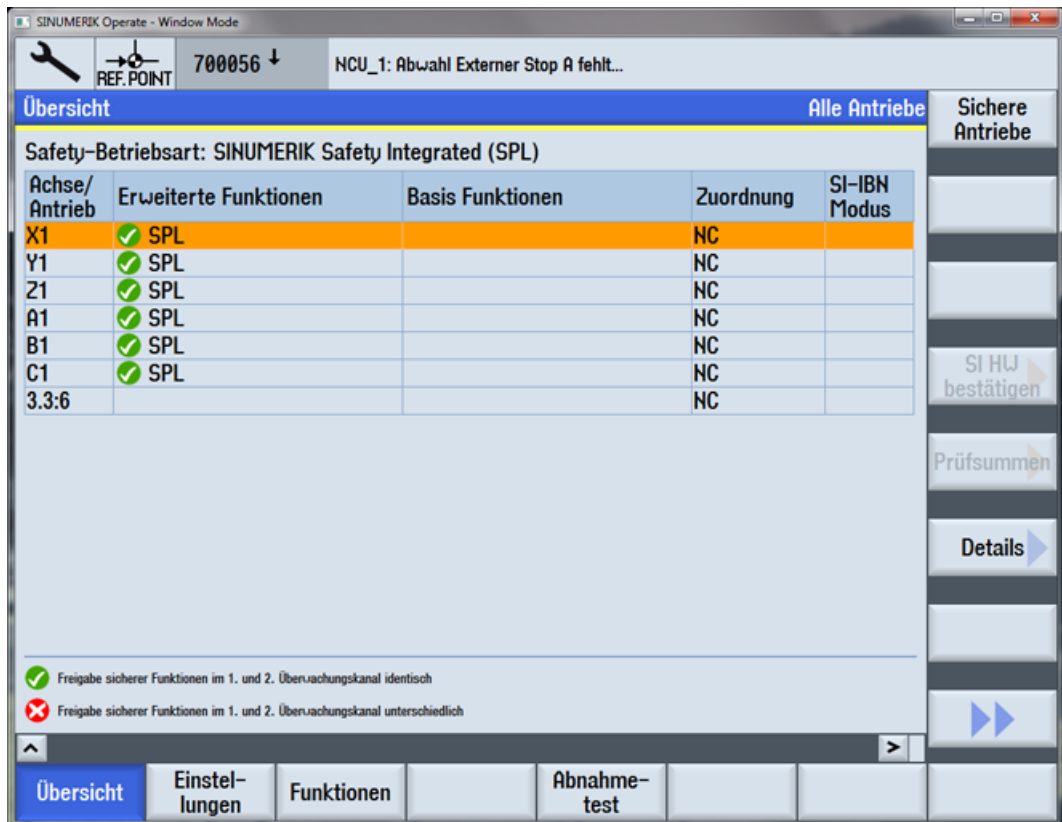 SINUMERIK Operate - Window Mode
REF. POINT
700056
NCU_1: Abwahl Externer Stop A fehlt...
Übersicht Alle Antriebe
Sichere
Antriebe
Safety-Betriebsart: SINUMERIK Safety Integrated (SPL)
Achse/
Antrieb Erweiterte Funktionen Basis Funktionen Zuordnung SI-IBN
Modus
X1 SPL NC
Y1 SPL NC
Z1 SPL NC
A1 SPL NC
B1 SPL NC
C1 SPL NC
3.3:6 NC
SI HW
bestätigen
Prüfsummen
Details
Freigabe sicherer Funktionen im 1. und 2. Überwachungskanal identisch
Freigabe sicherer Funktionen im 1. und 2. Überwachungskanal unterschiedlich
Übersicht
Einstel-
lungen
Funktionen
Abnahme-
test